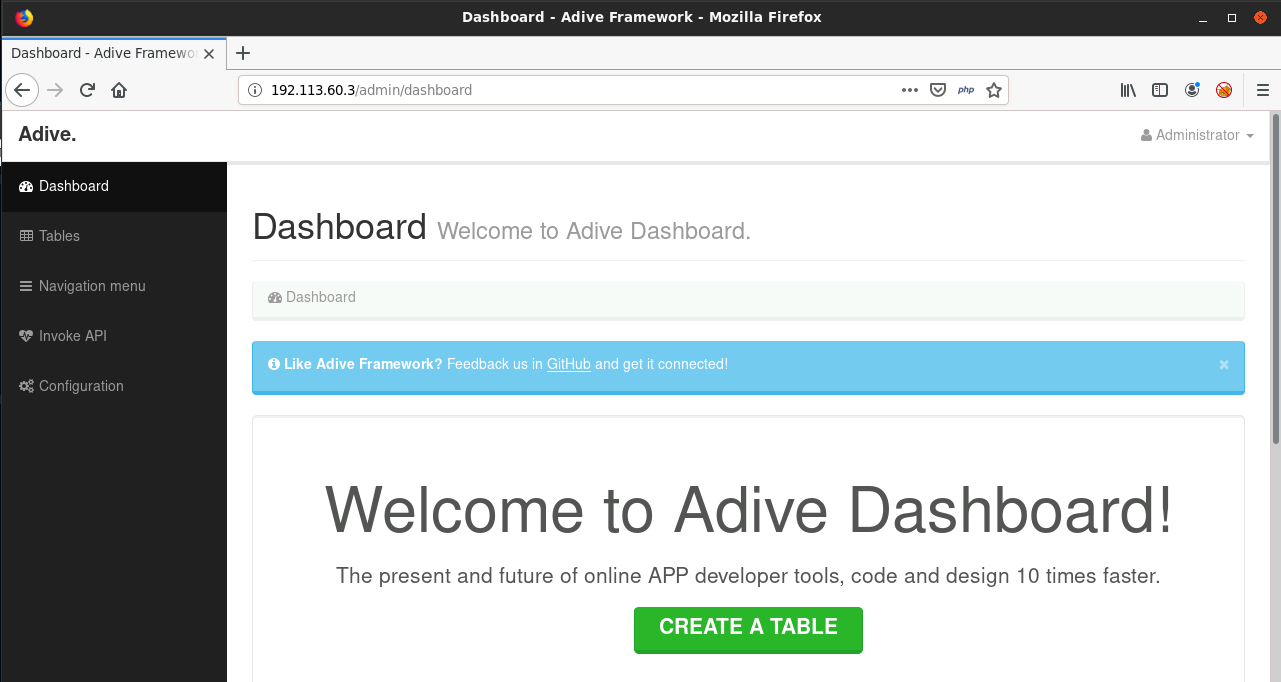 Dashboard - Adive Framework - Mozilla Firefox
Dashboard - Adive Framewo
192.113.60.3/admin/dashboard
php
Adive.
Administrator
Dashboard
Tables
Navigation menu
Invoke API
Configuration
Dashboard Welcome to Adive Dashboard.
Dashboard
Like Adive Framework? Feedback us in GitHub and get it connected!
Welcome to Adive Dashboard!
The present and future of online APP developer tools, code and design 10 times faster.
CREATE A TABLE